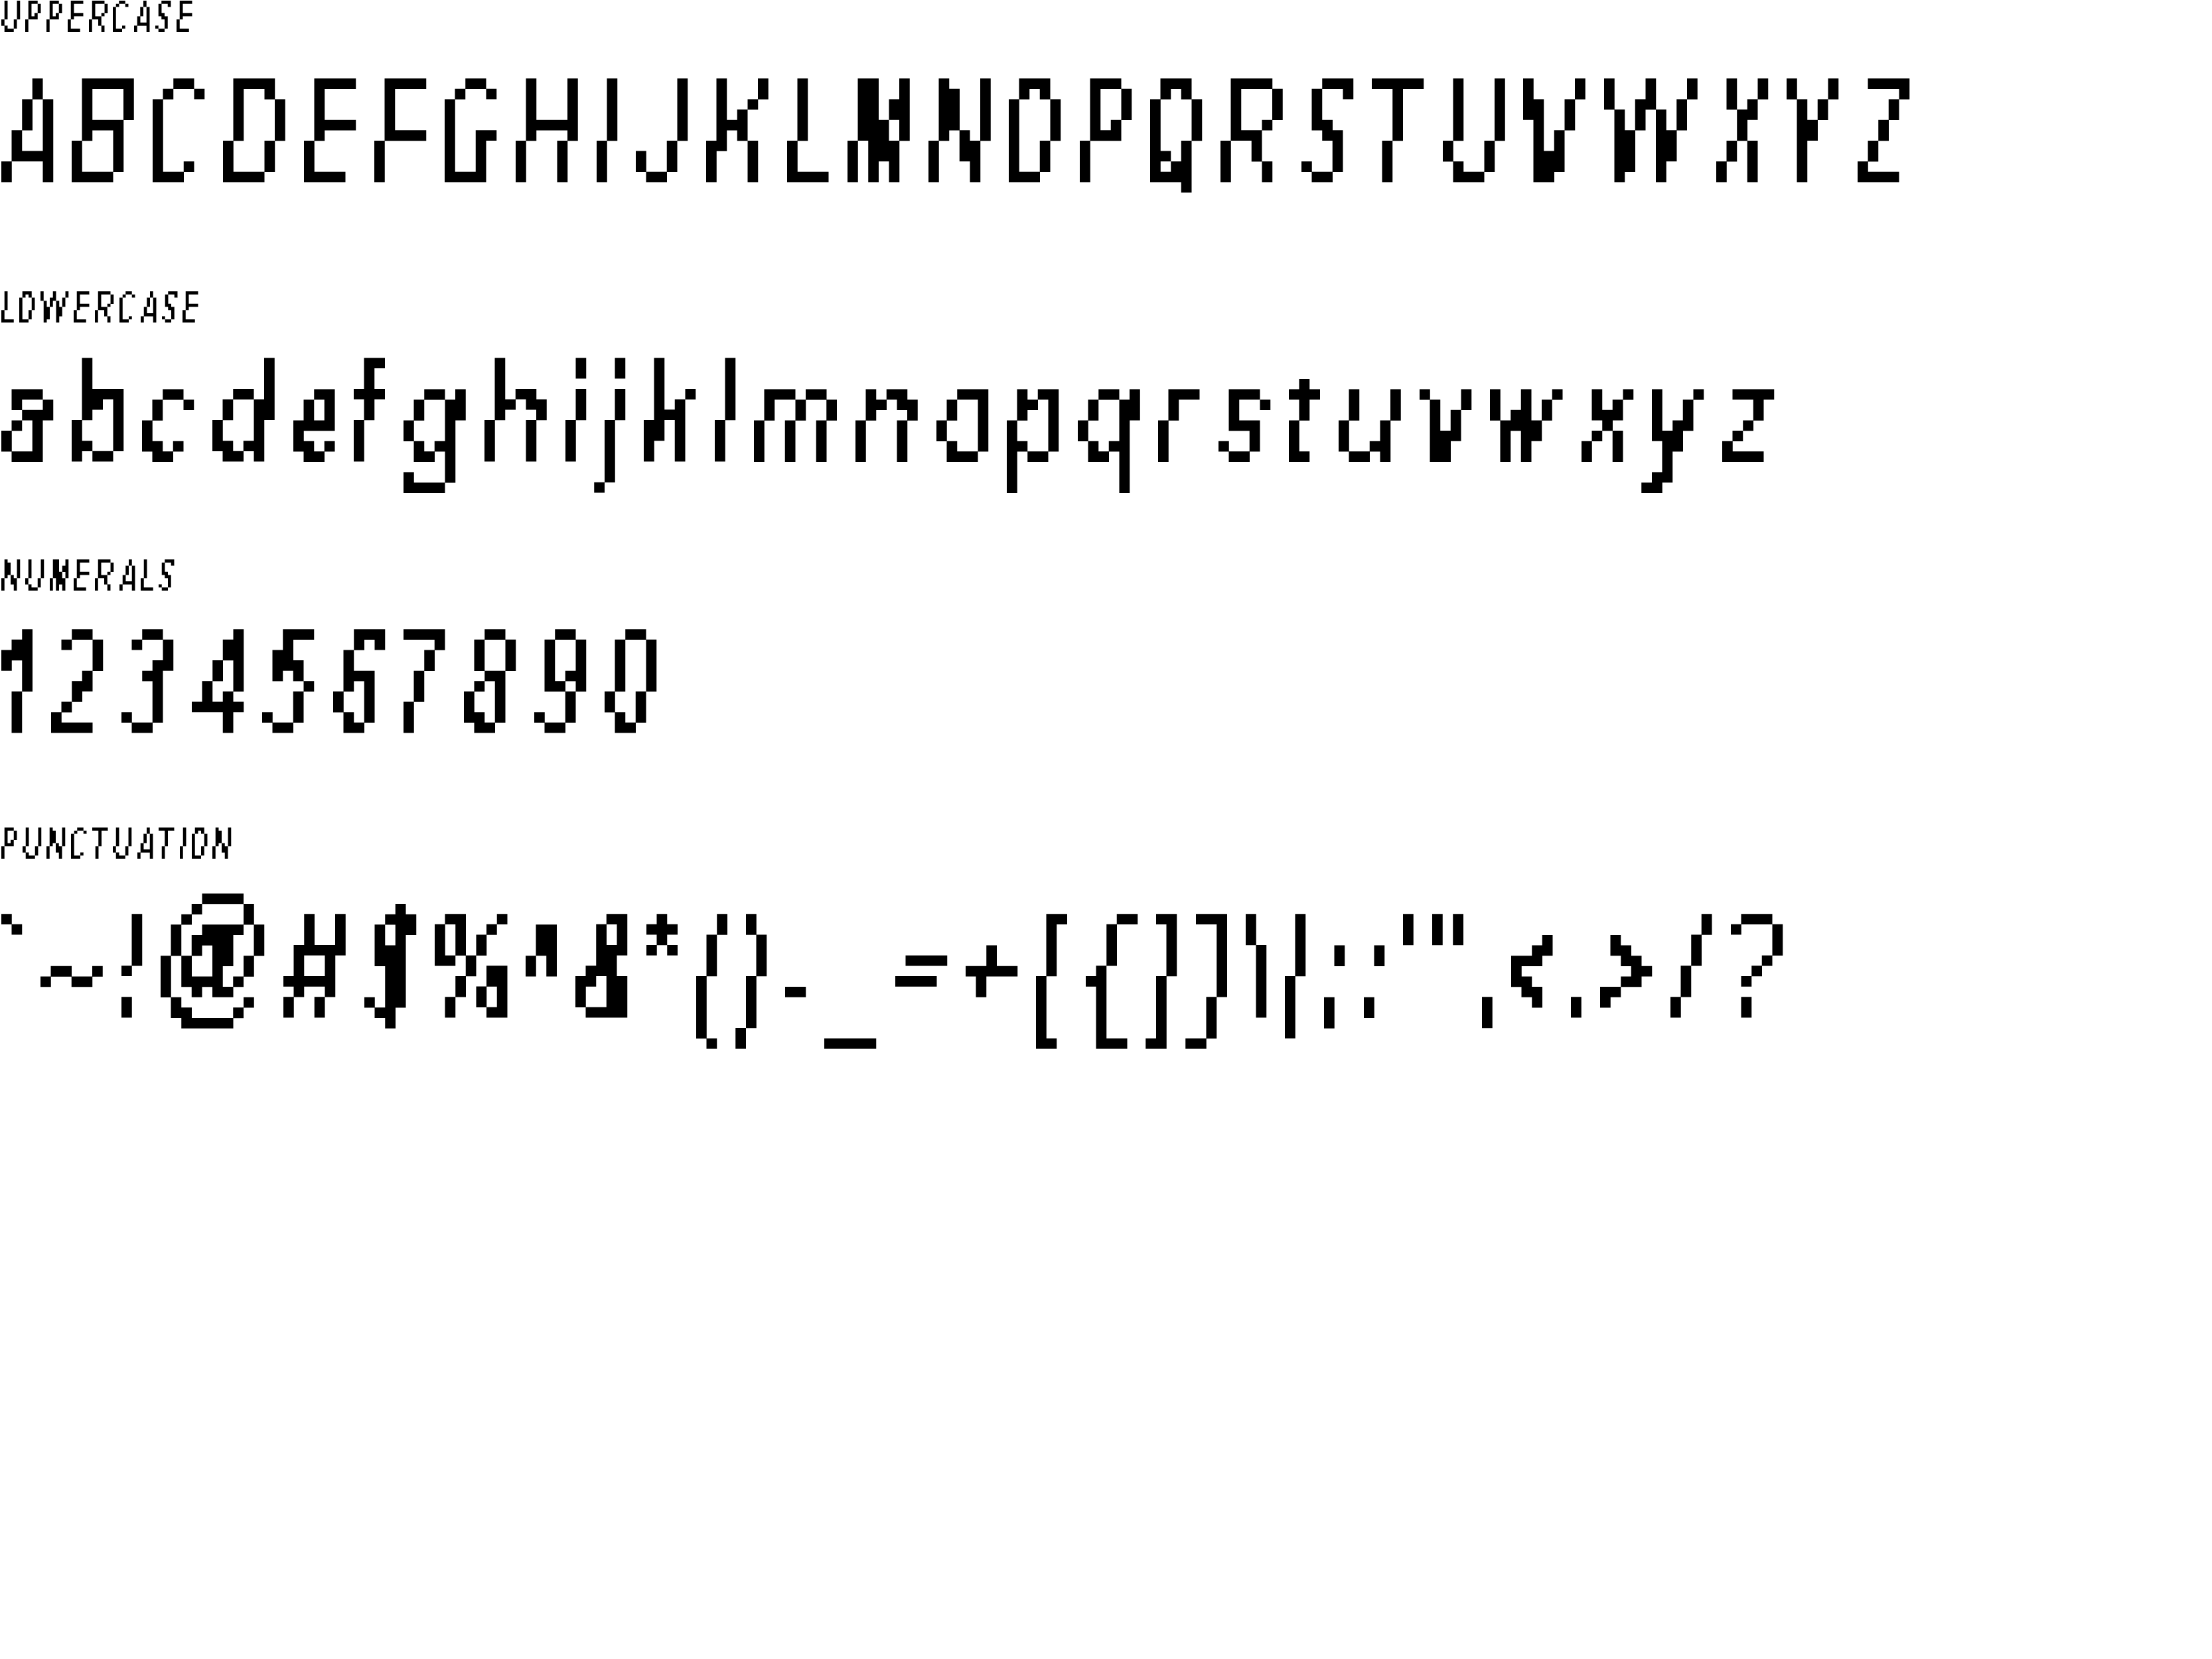 UPPERCASE
ABCDEFGHIJKLMNOPQRSTUVWXYZ
LOWERCASE
abcdefghijklmnopqrstuvwxyz
NUMERALS
1234567890
PUNCTUATION
`~!@#$%^&*()-_=+[{]}\|;:'",<.>/?